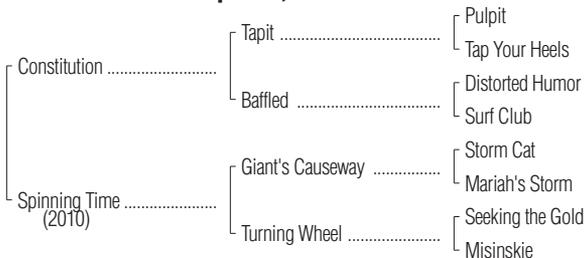 Pulpit
Tapit ........................................
Tap Your Heels
Constitution ............................
Distorted Humor
Baffled .....................................
Surf Club
Storm Cat
Giant's Causeway .................
Mariah's Storm
Spinning Time .......................
(2010)
Seeking the Gold
Turning Wheel .......................
Misinskie